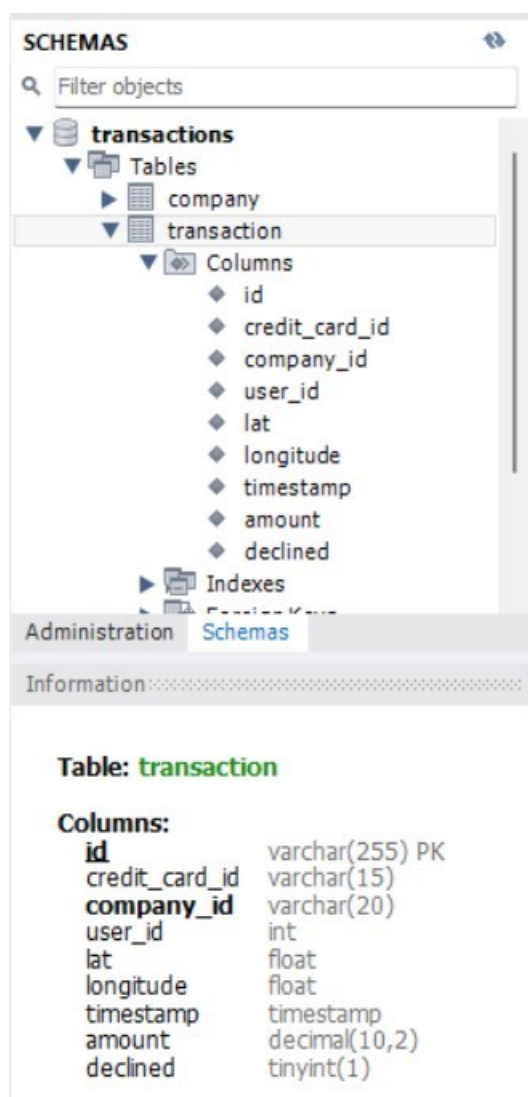 SCHEMAS
Filter objects
transactions
Tables
company
transaction
Columns
id
credit_card_id
company_id
user_id
lat
longitude
timestamp
amount
declined
Indexes
Foreign Keys
Administration Schemas
Information
Table: transaction
Columns:
id varchar(255) PK
credit_card_id varchar(15)
company_id varchar(20)
user_id int
lat float
longitude float
timestamp timestamp
amount decimal(10,2)
declined tinyint(1)